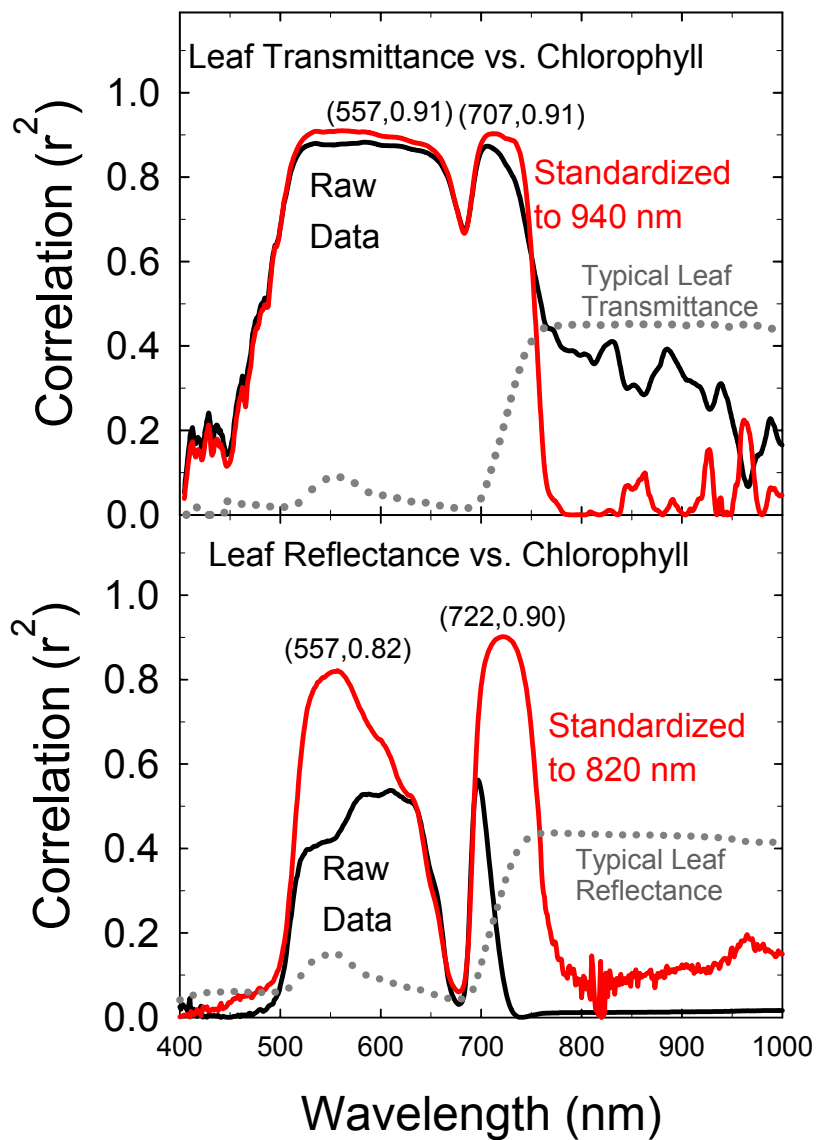 Leaf Transmittance vs. Chlorophyll
1.0
(557,0.91)
(707,0.91)
0.8
Raw
Data
Standardized
to 940 nm
0.6
Typical Leaf
Transmittance
0.4
0.2
0.0
Correlation (r²)
Leaf Reflectance vs. Chlorophyll
1.0
(722,0.90)
(557,0.82)
0.8
Standardized
to 820 nm
0.6
0.4
Raw
Data
Typical Leaf
Reflectance
0.2
0.0
Correlation (r²)
400 500 600 700 800 900 1000
Wavelength (nm)